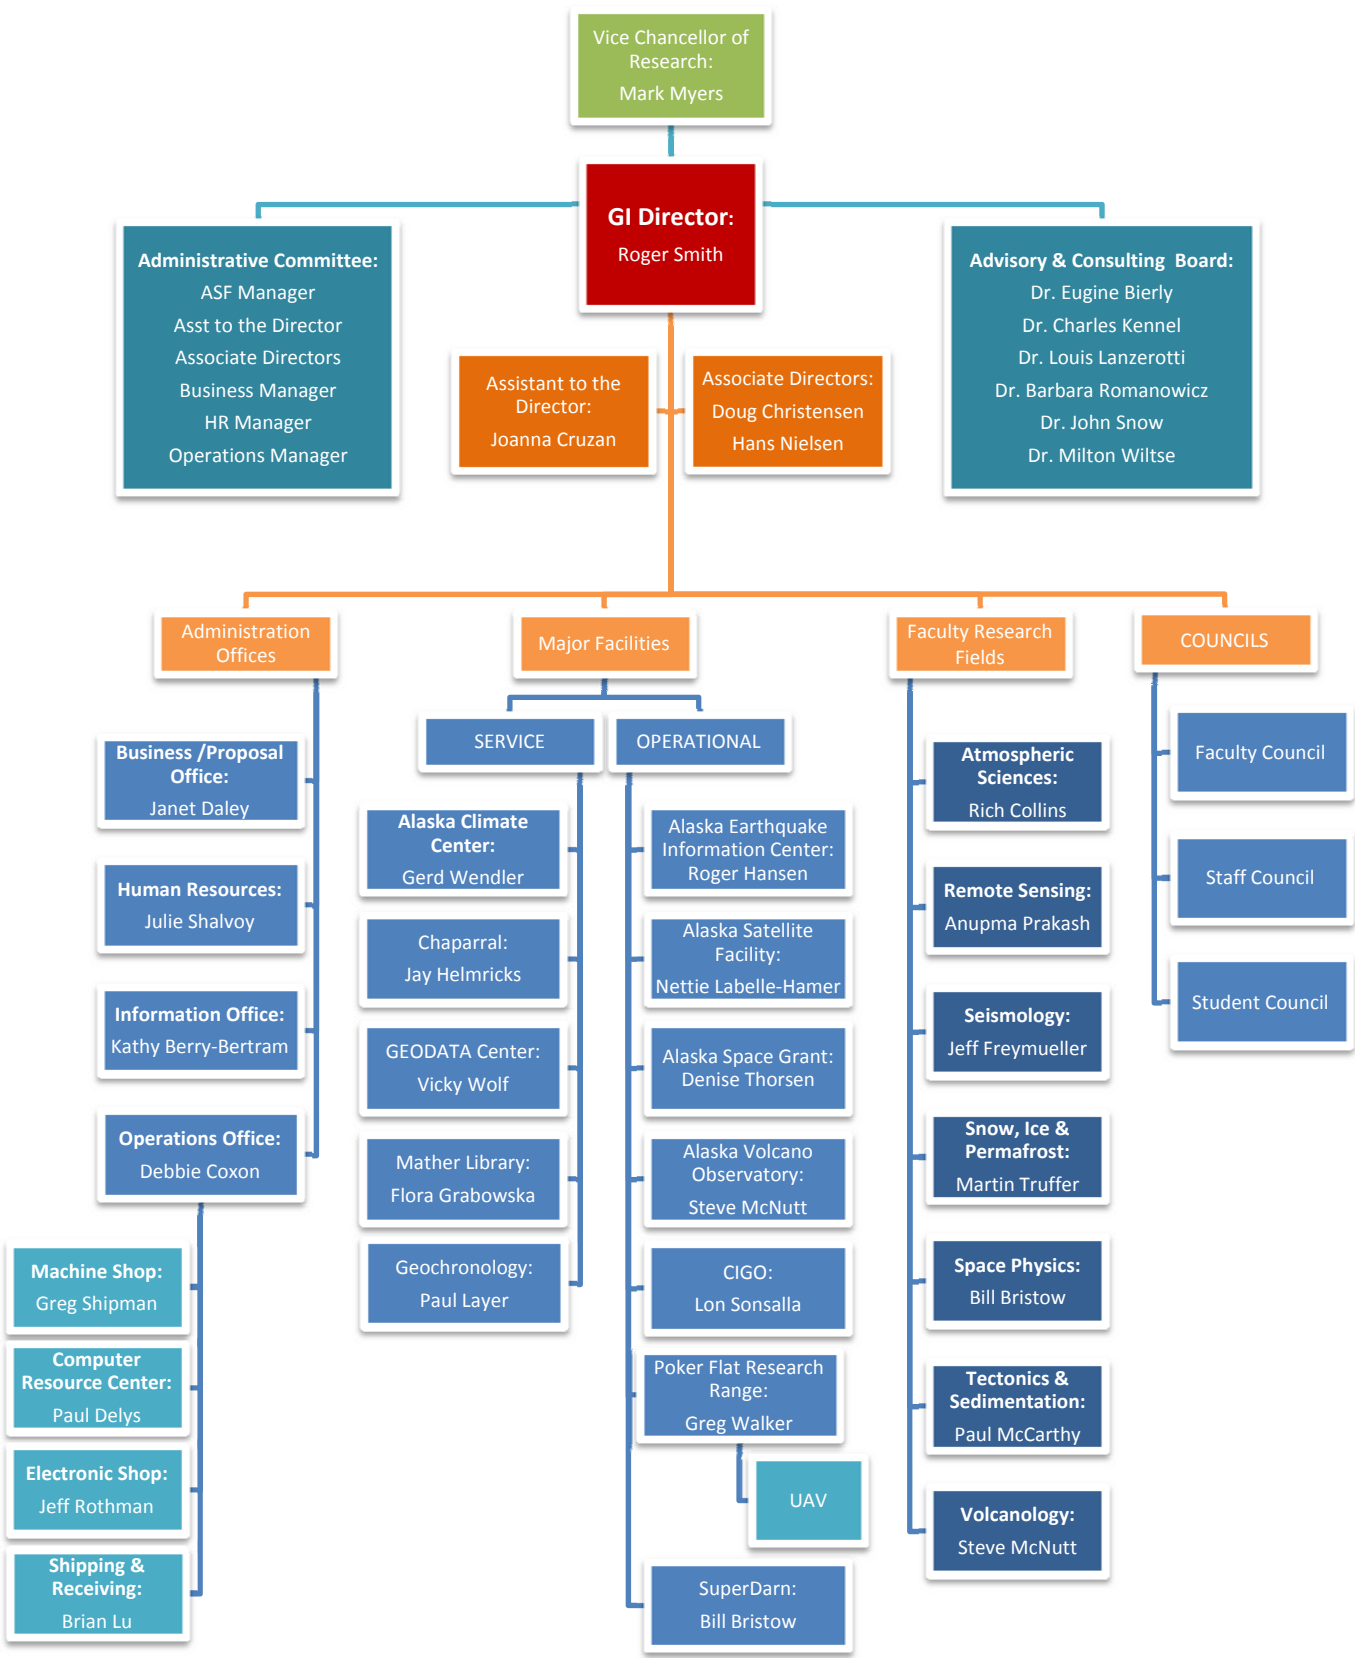 Vice Chancellor of
Research:
Mark Myers
GI Director:
Roger Smith
Administrative Committee:
ASF Manager
Asst to the Director
Associate Directors
Business Manager
HR Manager
Operations Manager
Advisory & Consulting Board:
Dr. Eugine Bierly
Dr. Charles Kennel
Dr. Louis Lanzerotti
Dr. Barbara Romanowicz
Dr. John Snow
Dr. Milton Wiltse
Assistant to the
Director:
Joanna Cruzan
Associate Directors:
Doug Christensen
Hans Nielsen
Administration
Offices
Business /Proposal
Office:
Janet Daley
Human Resources:
Julie Shalvoy
Information Office:
Kathy Berry-Bertram
Operations Office:
Debbie Coxon
Machine Shop:
Greg Shipman
Computer
Resource Center:
Paul Delys
Electronic Shop:
Jeff Rothman
Shipping &
Receiving:
Brian Lu
Major Facilities
SERVICE
Alaska Climate
Center:
Gerd Wendler
Chaparral:
Jay Helmricks
GEODATA Center:
Vicky Wolf
Mather Library:
Flora Grabowska
Geochronology:
Paul Layer
OPERATIONAL
Alaska Earthquake
Information Center:
Roger Hansen
Alaska Satellite
Facility:
Nettie Labelle-Hamer
Alaska Space Grant:
Denise Thorsen
Alaska Volcano
Observatory:
Steve McNutt
CIGO:
Lon Sonsalla
Poker Flat Research
Range:
Greg Walker
UAV
SuperDarn:
Bill Bristow
Faculty Research
Fields
Atmospheric
Sciences:
Rich Collins
Remote Sensing:
Anupma Prakash
Seismology:
Jeff Freymueller
Snow, Ice &
Permafrost:
Martin Truffer
Space Physics:
Bill Bristow
Tectonics &
Sedimentation:
Paul McCarthy
Volcanology:
Steve McNutt
COUNCILS
Faculty Council
Staff Council
Student Council